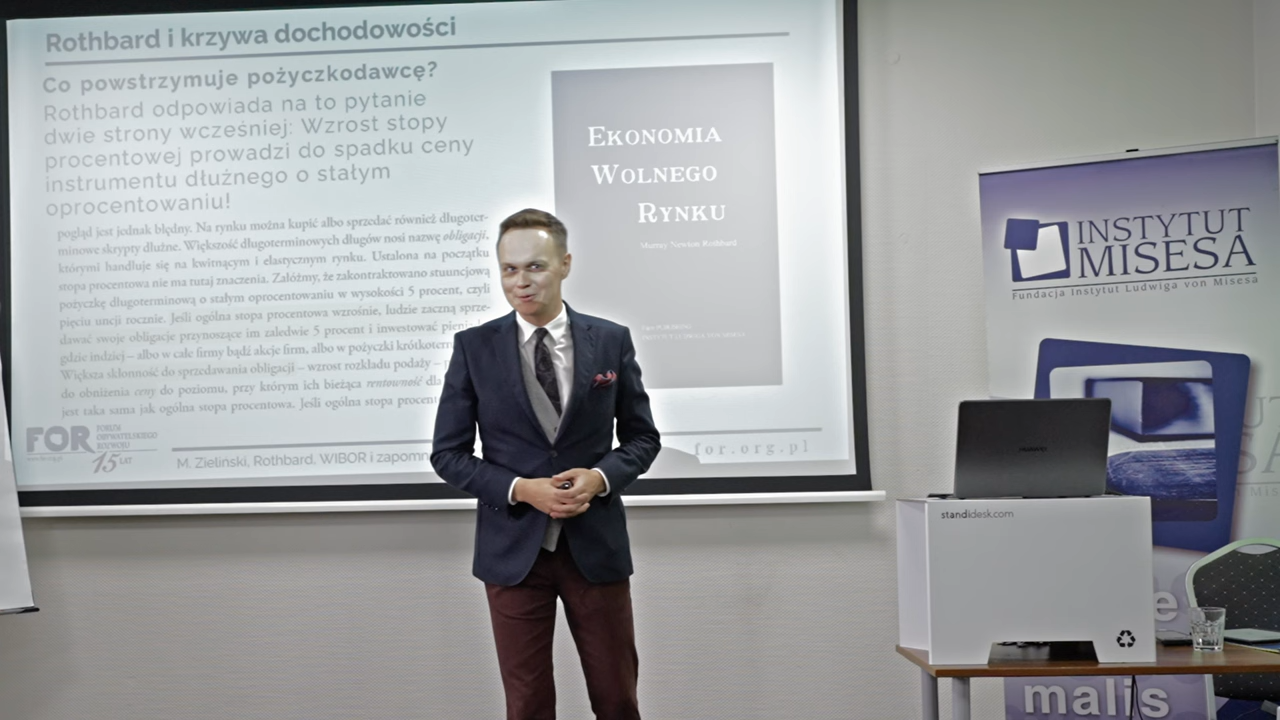 Rothbard i krzywa dochodowości
Co powstrzymuje pożyczkodawcę?
Rothbard odpowiada na to pytanie
dwie strony wcześniej: Wzrost stopy
procentowej prowadzi do spadku ceny
instrumentu dłużnego o stałym
oprocentowaniu!
pogląd jest jednak błędny. Na rynku można kupić albo sprzedać również długoter-
minowe skrypty dłużne. Większość długoterminowych długów nosi nazwę obligacji,
którymi handluje się na kwitnącym i elastycznym rynku. Ustalona na początku
stopa procentowa nie ma tutaj znaczenia. Załóżmy, że zakontraktowano stuuncjową
pożyczkę długoterminową o stałym oprocentowaniu w wysokości 5 procent, czyli
pięciu uncji rocznie. Jeśli ogólna stopa procentowa wzrośnie, ludzie zaczną sprze-
dawać swoje obligacje przynoszące im zaledwie 5 procent i inwestować
gdzie indziej – albo w całe firmy bądź akcje firm, albo w pożyczki
Większa skłonność do sprzedawania obligacji – wzrost rozkładu podaży –
do obniżenia ceny do poziomu, przy którym ich bieżąca rentowność dla
jest taka sama jak ogólna stopa procentowa. Jeśli ogólna stopa
FOR FORUM
OBYWATELSKIEGO
ROZWOJU
15 LAT
M. Zieliński, Rothbard, WIBOR i
for.org.pl
EKONOMIA
WOLNEGO
RYNKU
Murray Newton Rothbard
INSTYTUT
MISESA
Fundacja Instytut Ludwiga von Misesa
standidesk.com
e
malis